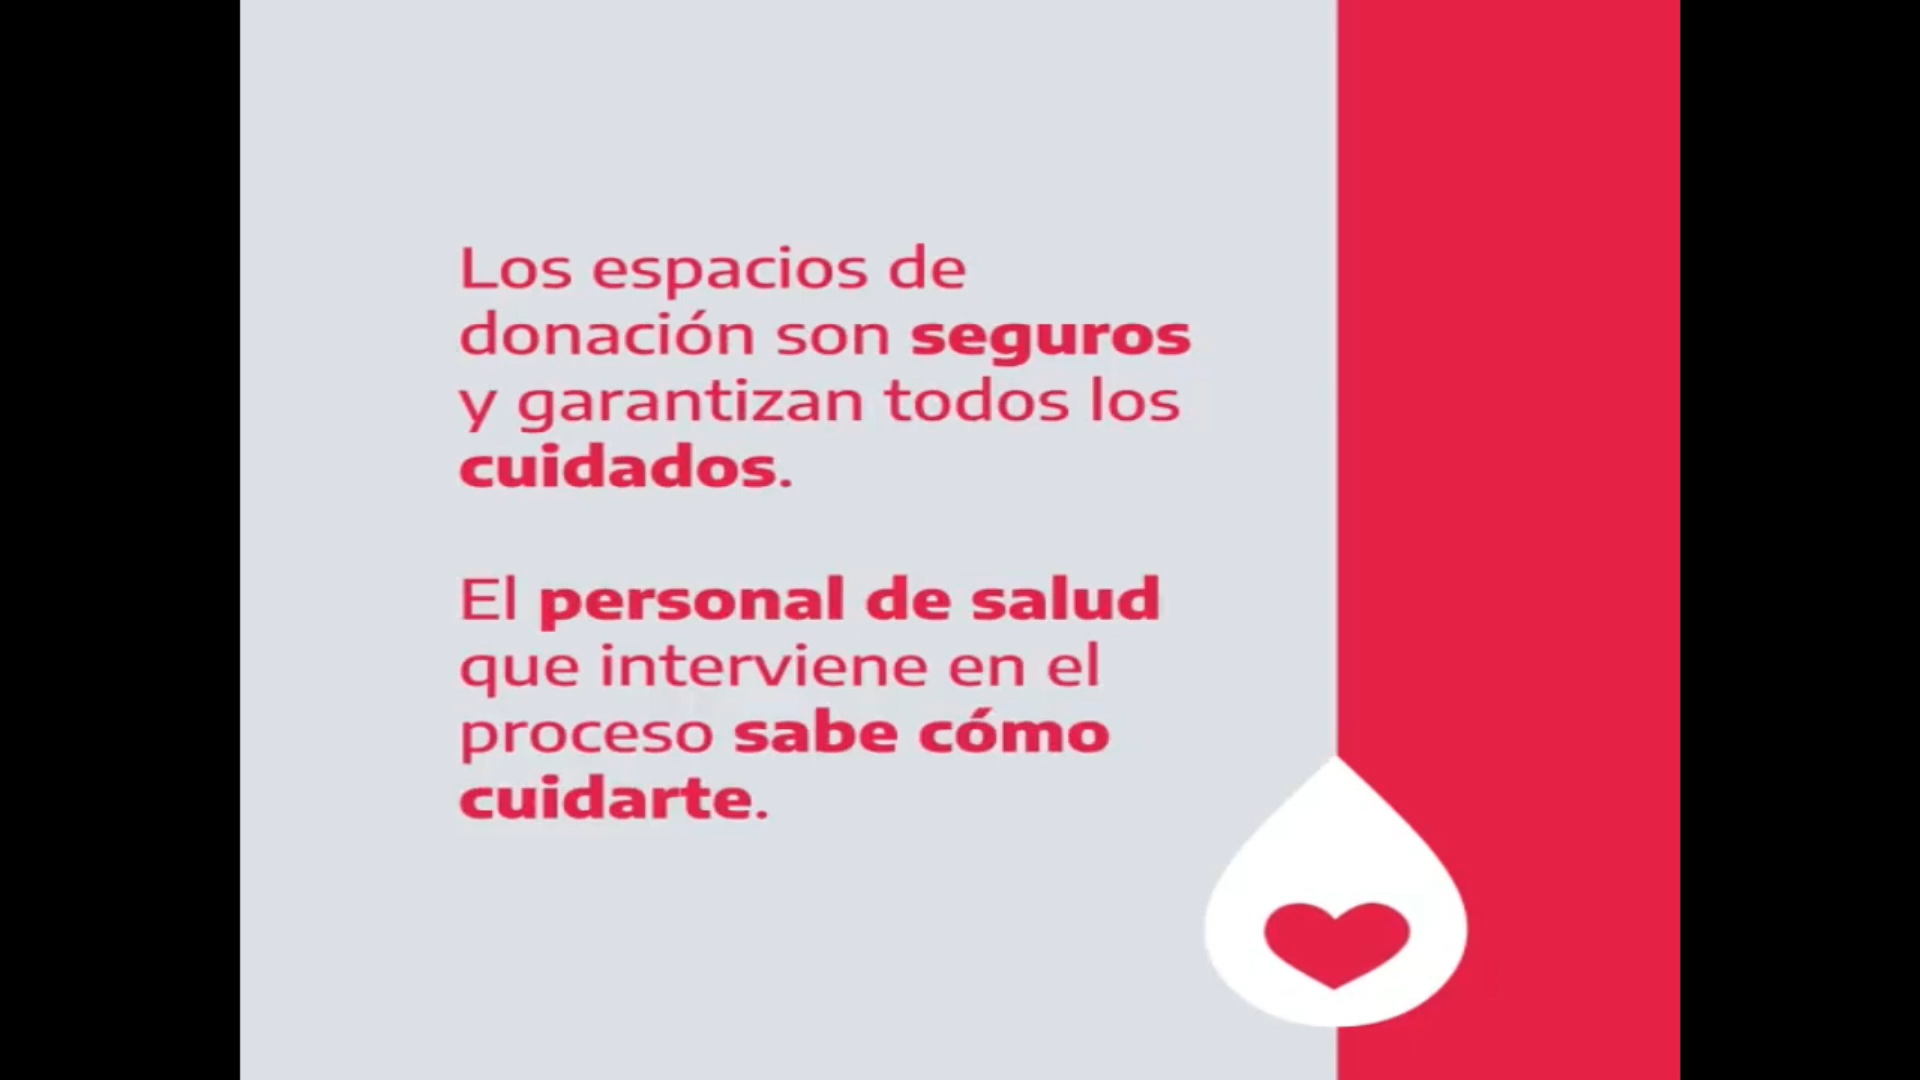 Los espacios de
donación son seguros
y garantizan todos los
cuidados.
El personal de salud
que interviene en el
proceso sabe cómo
cuidarte.